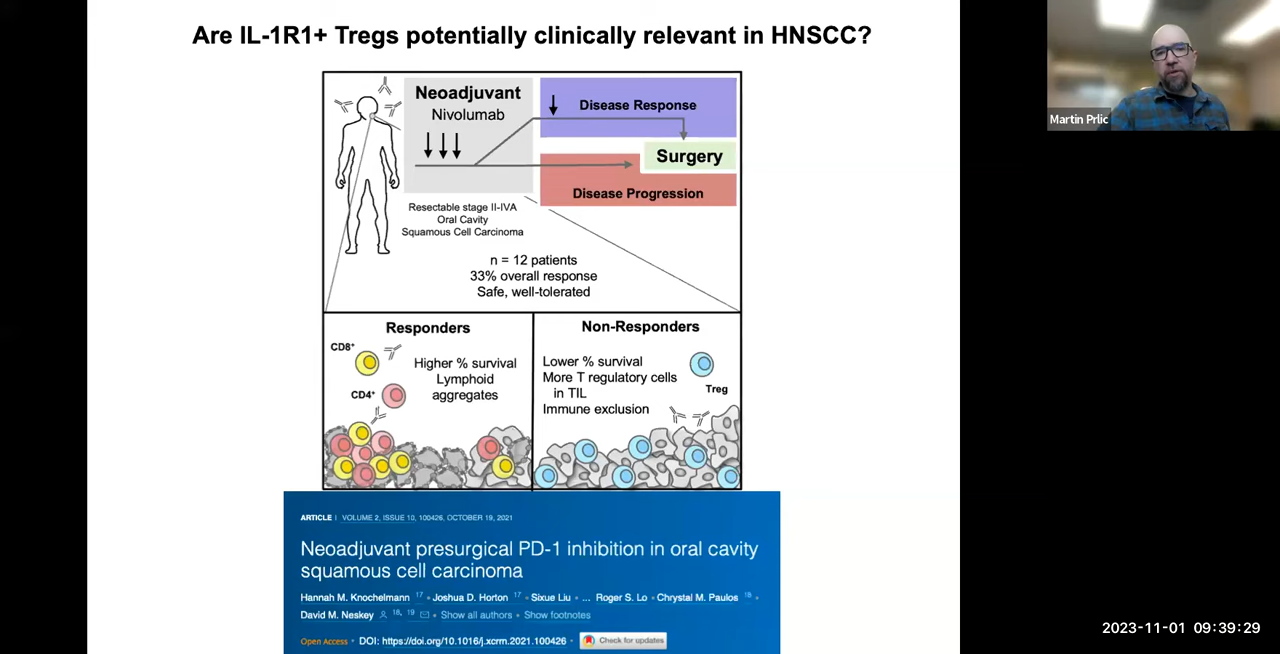 Are IL-1R1+ Tregs potentially clinically relevant in HNSCC?
Martin Prlic
Neoadjuvant
Nivolumab
Disease Response
Surgery
Disease Progression
Resectable stage II-IVA
Oral Cavity
Squamous Cell Carcinoma
n = 12 patients
33% overall response
Safe, well-tolerated
Responders
CD8+
CD4+
Higher % survival
Lymphoid
aggregates
Non-Responders
Lower % survival
More T regulatory cells
in TIL
Immune exclusion
Treg
ARTICLE | VOLUME 2, ISSUE 10, 100426, OCTOBER 19, 2021
Neoadjuvant presurgical PD-1 inhibition in oral cavity
squamous cell carcinoma
Hannah M. Knochelmann 17 • Joshua D. Horton 17 • Sixue Liu • ... Roger S. Lo • Chrystal M. Paulos 18 •
David M. Neskey 18, 19 • Show all authors • Show footnotes
Open Access • DOI: https://doi.org/10.1016/j.xcrm.2021.100426 • Check for updates
2023-11-01 09:39:29